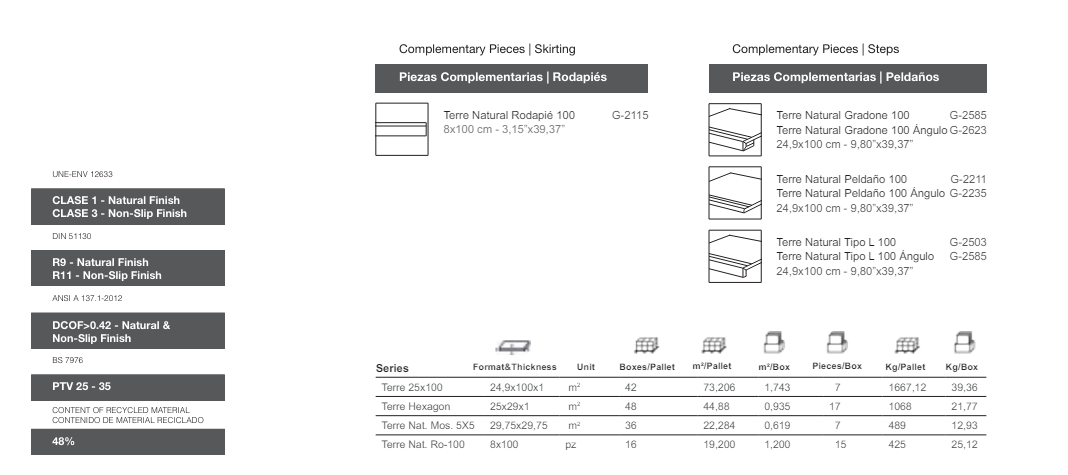 Complementary Pieces | Skirting
Piezas Complementarias | Rodapiés
Terre Natural Rodapié 100 G-2115
8x100 cm - 3,15”x39,37”
Complementary Pieces | Steps
Piezas Complementarias | Peldaños
Terre Natural Gradone 100 G-2585
Terre Natural Gradone 100 Ángulo G-2623
24,9x100 cm - 9,80”x39,37”
Terre Natural Peldaño 100 G-2211
Terre Natural Peldaño 100 Ángulo G-2235
24,9x100 cm - 9,80”x39,37”
Terre Natural Tipo L 100 G-2503
Terre Natural Tipo L 100 Ángulo G-2585
24,9x100 cm - 9,80”x39,37”
UNE-ENV 12633
CLASE 1 - Natural Finish
CLASE 3 - Non-Slip Finish
DIN 51130
R9 - Natural Finish
R11 - Non-Slip Finish
ANSI A 137.1-2012
DCOF>0.42 - Natural &
Non-Slip Finish
BS 7976
PTV 25 - 35
CONTENT OF RECYCLED MATERIAL
CONTENIDO DE MATERIAL RECICLADO
48%
Series Format&Thickness Unit Boxes/Pallet m²/Pallet m²/Box Pieces/Box Kg/Pallet Kg/Box
Terre 25x100 24,9x100x1 m² 42 73,206 1,743 7 1667,12 39,36
Terre Hexagon 25x29x1 m² 48 44,88 0,935 17 1068 21,77
Terre Nat. Mos. 5X5 29,75x29,75 m² 36 22,284 0,619 7 489 12,93
Terre Nat. Ro-100 8x100 pz 16 19,200 1,200 15 425 25,12